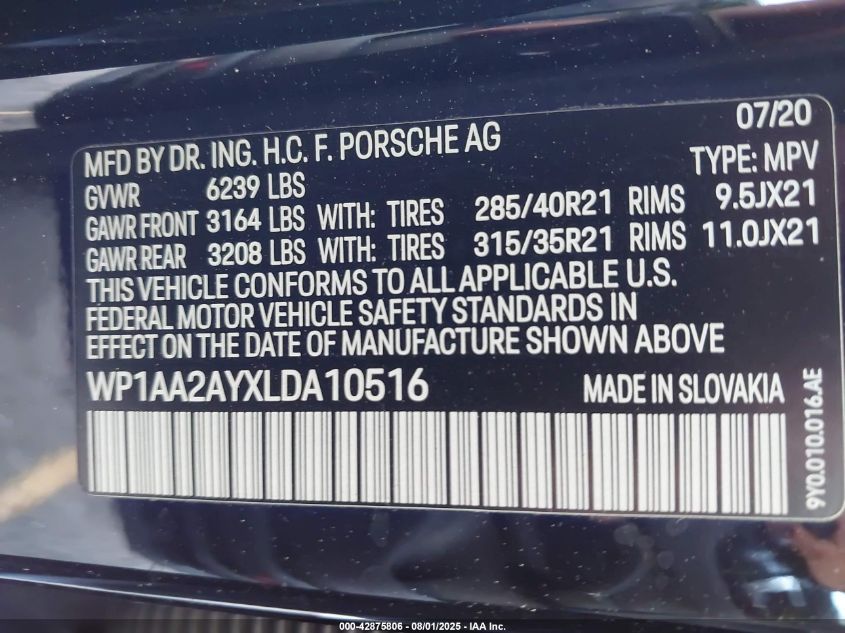 07/20
MFD BY DR. ING. H.C. F. PORSCHE AG
TYPE: MPV
GVWR 6239 LBS
GAWR FRONT 3164 LBS WITH: TIRES 285/40R21 RIMS 9.5JX21
GAWR REAR 3208 LBS WITH: TIRES 315/35R21 RIMS 11.0JX21
THIS VEHICLE CONFORMS TO ALL APPLICABLE U.S.
FEDERAL MOTOR VEHICLE SAFETY STANDARDS IN
EFFECT ON THE DATE OF MANUFACTURE SHOWN ABOVE
WP1AA2AYXLDA10516 MADE IN SLOVAKIA
9Y0.010.016.AE
000-42875806 - 08/01/2025 - IAA Inc.